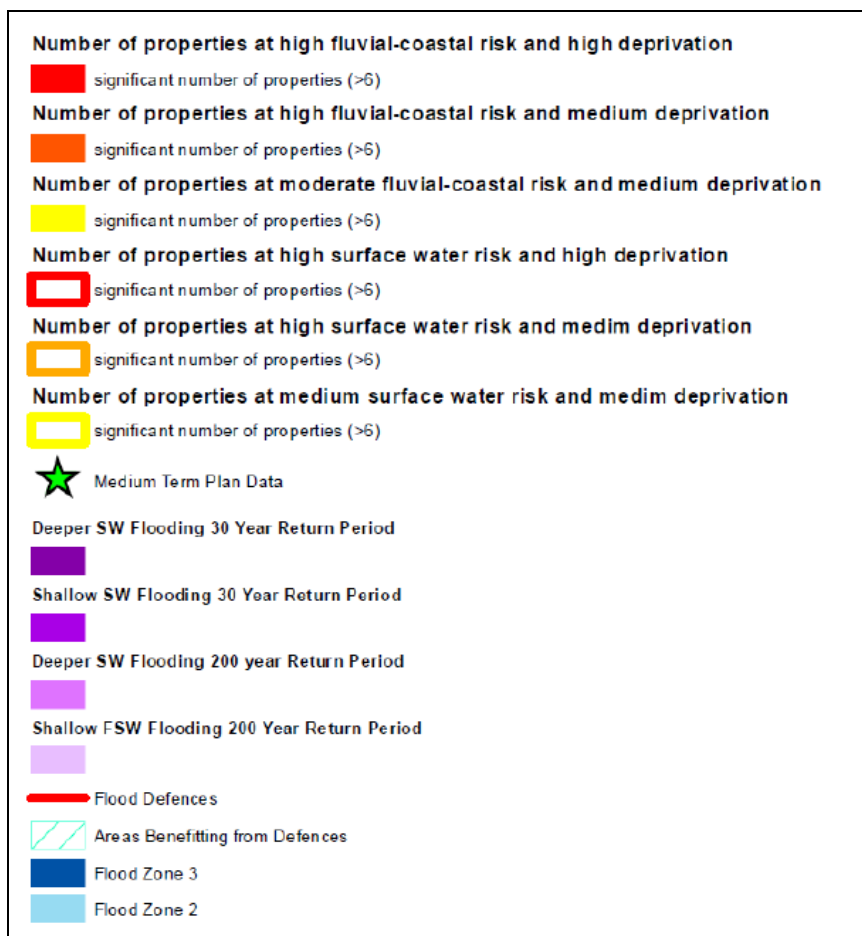 Number of properties at high fluvial-coastal risk and high deprivation
significant number of properties (>6)
Number of properties at high fluvial-coastal risk and medium deprivation
significant number of properties (>6)
Number of properties at moderate fluvial-coastal risk and medium deprivation
significant number of properties (>6)
Number of properties at high surface water risk and high deprivation
significant number of properties (>6)
Number of properties at high surface water risk and medim deprivation
significant number of properties (>6)
Number of properties at medium surface water risk and medim deprivation
significant number of properties (>6)
Medium Term Plan Data
Deeper SW Flooding 30 Year Return Period
Shallow SW Flooding 30 Year Return Period
Deeper SW Flooding 200 year Return Period
Shallow FSW Flooding 200 Year Return Period
Flood Defences
Areas Benefitting from Defences
Flood Zone 3
Flood Zone 2